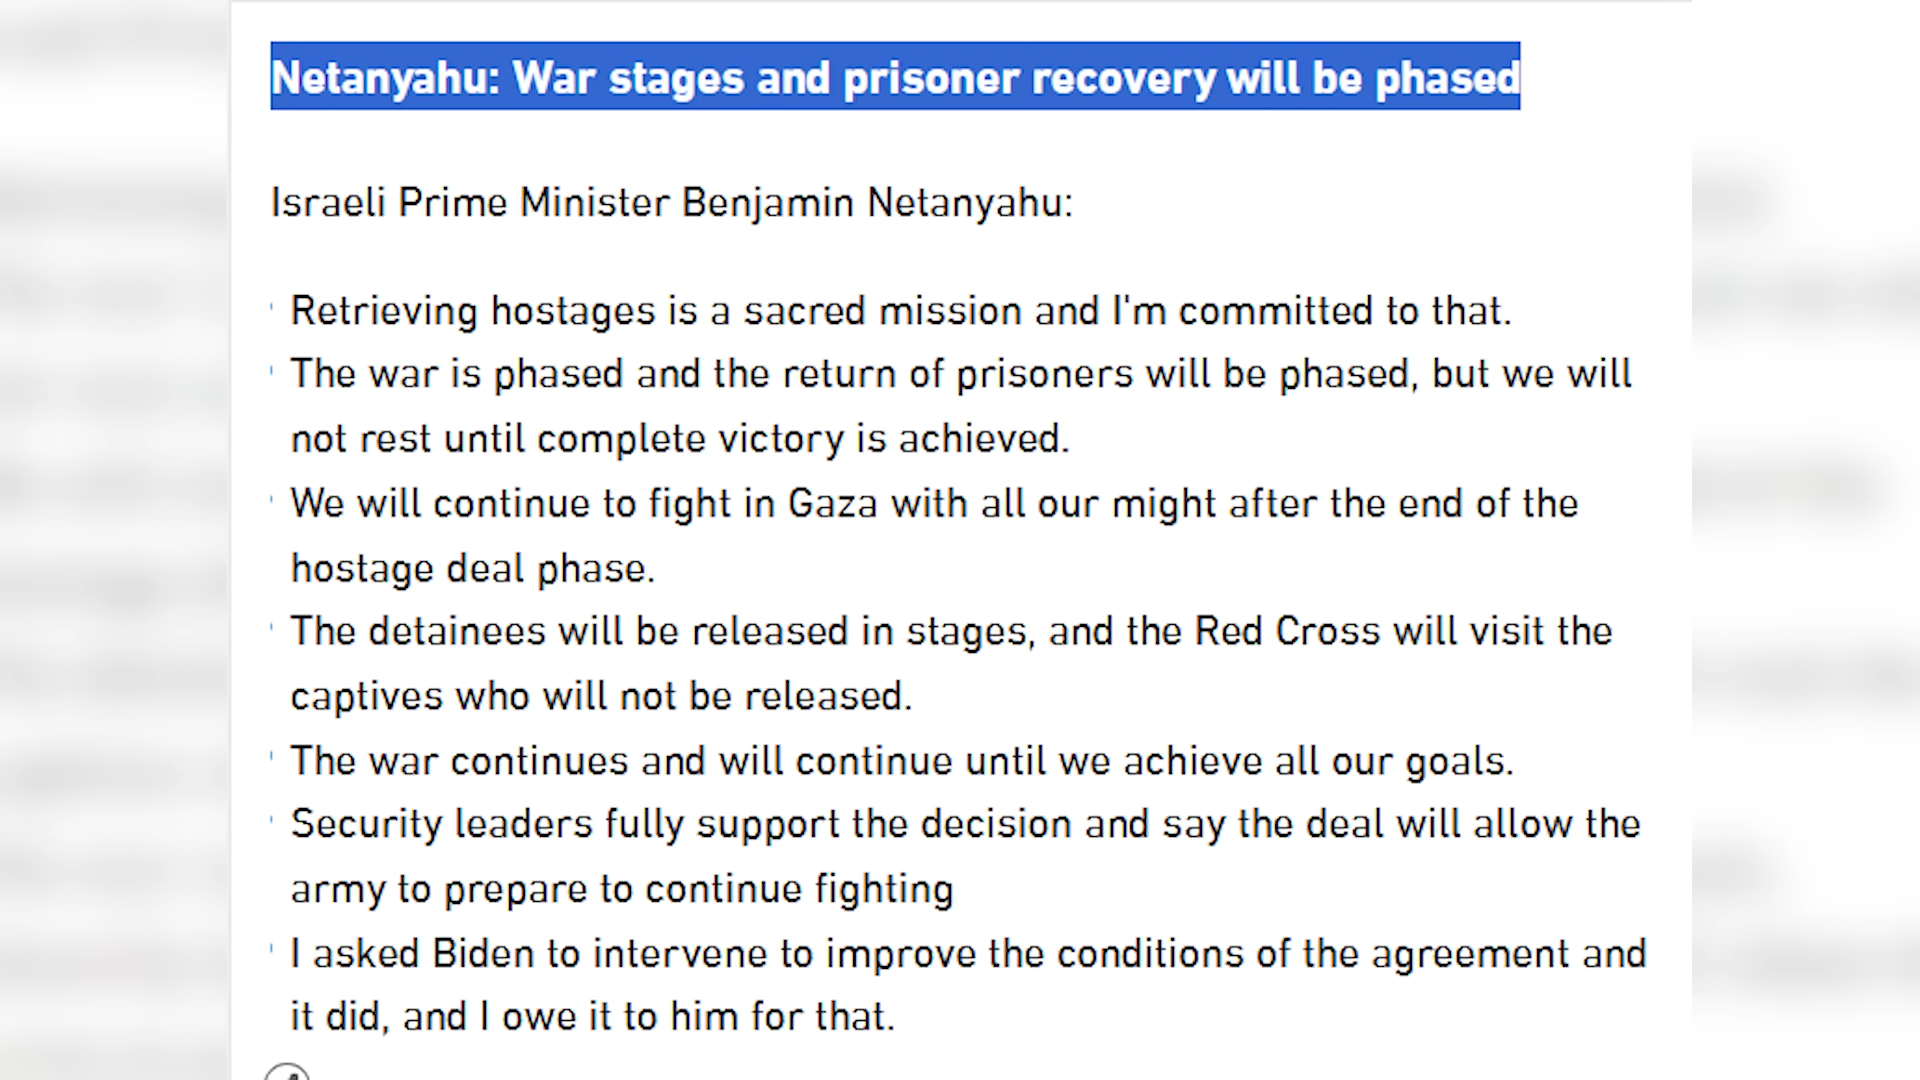 Netanyahu: War stages and prisoner recovery will be phased
Israeli Prime Minister Benjamin Netanyahu:
Retrieving hostages is a sacred mission and I'm committed to that.
The war is phased and the return of prisoners will be phased, but we will
not rest until complete victory is achieved.
We will continue to fight in Gaza with all our might after the end of the
hostage deal phase.
The detainees will be released in stages, and the Red Cross will visit the
captives who will not be released.
The war continues and will continue until we achieve all our goals.
Security leaders fully support the decision and say the deal will allow the
army to prepare to continue fighting
I asked Biden to intervene to improve the conditions of the agreement and
it did, and I owe it to him for that.